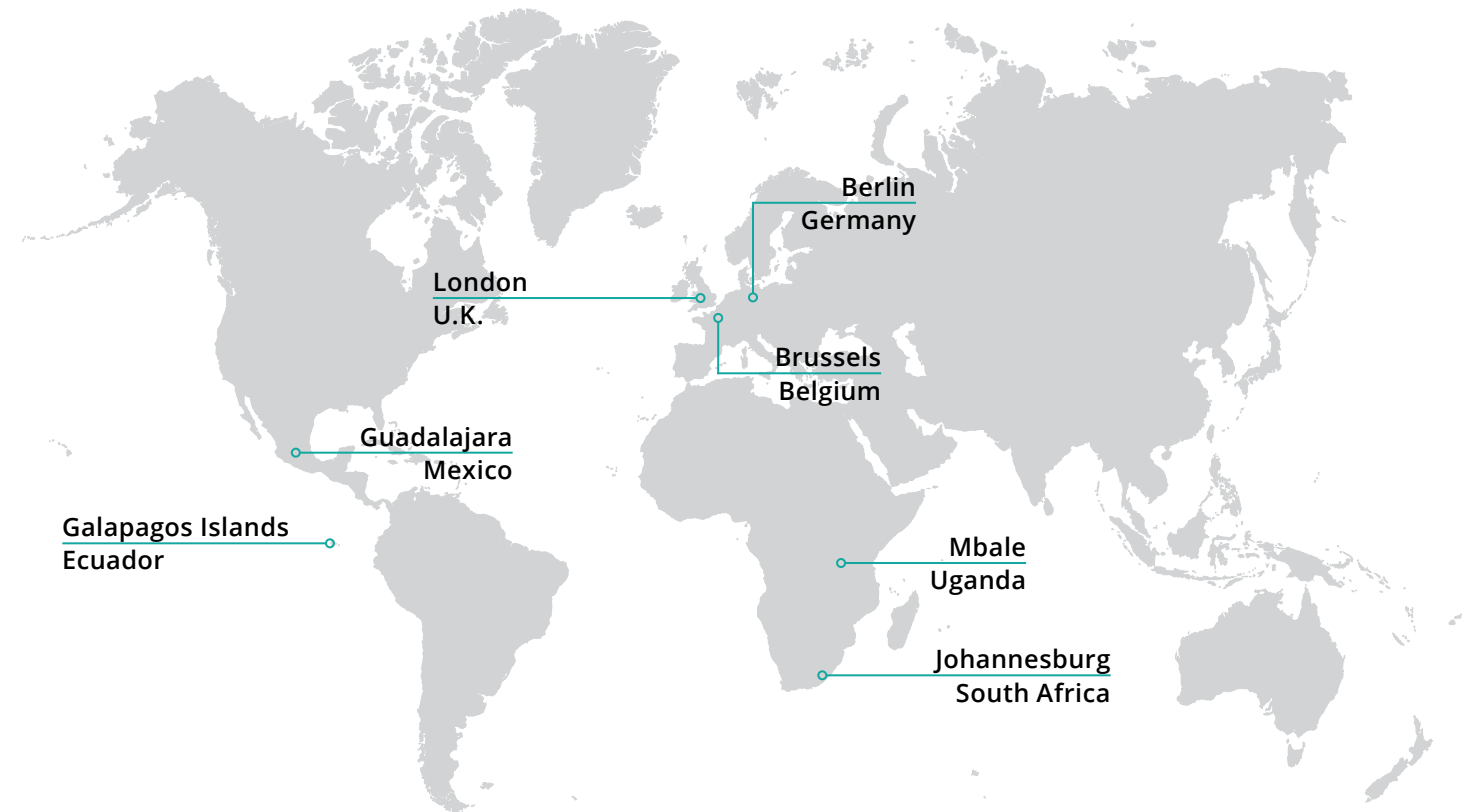 Berlin
Germany
London
U.K.
Brussels
Belgium
Guadalajara
Mexico
Galapagos Islands
Ecuador
Mbale
Uganda
Johannesburg
South Africa